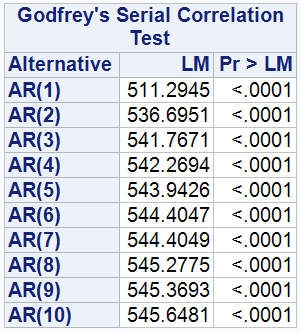 Godfrey's Serial Correlation
Test
Alternative LM Pr > LM
AR(1) 511.2945 <.0001
AR(2) 536.6951 <.0001
AR(3) 541.7671 <.0001
AR(4) 542.2694 <.0001
AR(5) 543.9426 <.0001
AR(6) 544.4047 <.0001
AR(7) 544.4049 <.0001
AR(8) 545.2775 <.0001
AR(9) 545.3693 <.0001
AR(10) 545.6481 <.0001